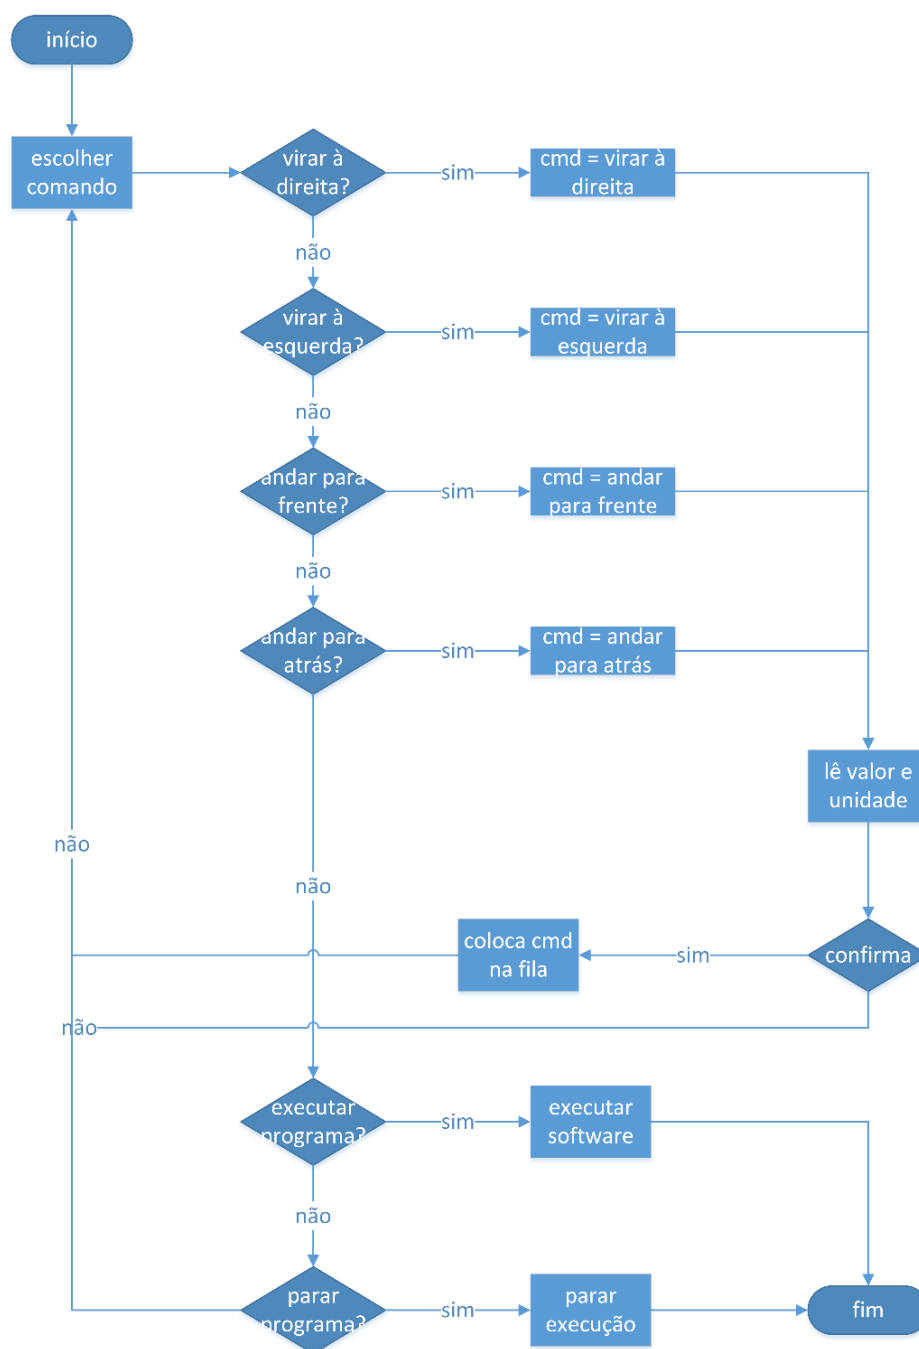 início
escolher
comando
virar à
direita?
sim
cmd = virar à
direita
não
virar à
esquerda?
sim
cmd = virar à
esquerda
não
andar para
frente?
sim
cmd = andar
para frente
não
andar para
atrás?
sim
cmd = andar
para atrás
lê valor e
unidade
não
não
coloca cmd
na fila
sim
confirma
não
executar
programa?
sim
executar
software
não
parar
programa?
sim
parar
execução
fim